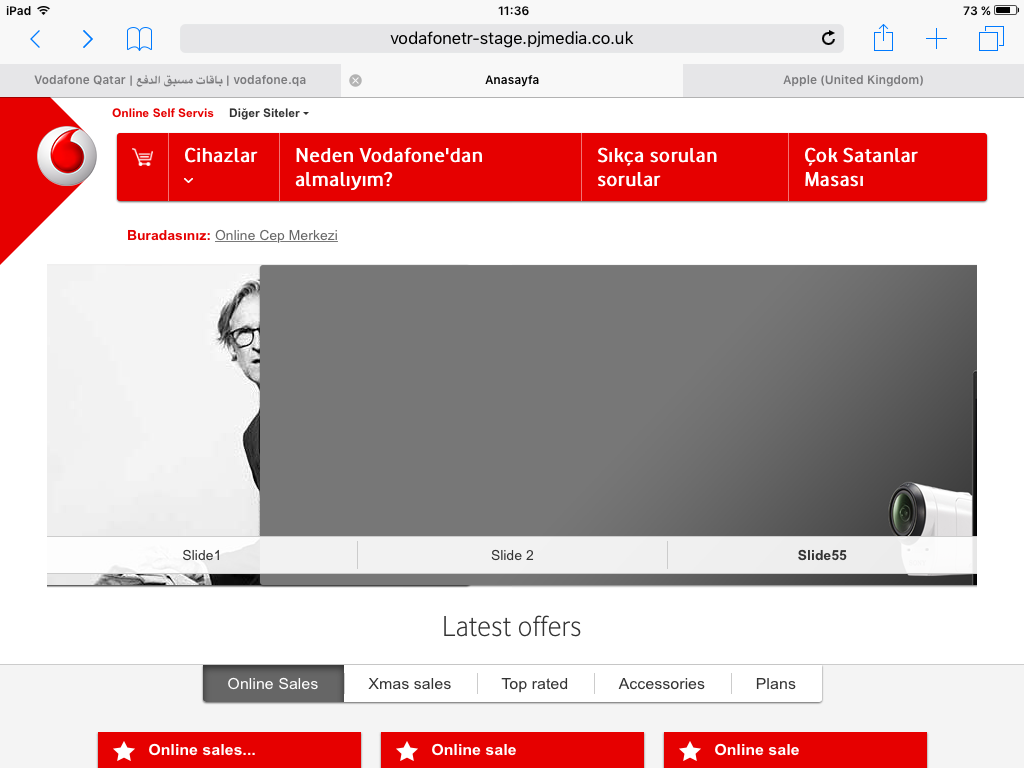 iPad 11:36 73 %
vodafonetr-stage.pjmedia.co.uk
Vodafone Qatar | باقات مسبق الدفع | vodafone.qa Anasayfa Apple (United Kingdom)
Online Self Servis Diğer Siteler
Cihazlar
Neden Vodafone'dan
almalıyım?
Sıkça sorulan
sorular
Çok Satanlar
Masası
Buradasınız: Online Cep Merkezi
Slide1 Slide 2 Slide55
Latest offers
Online Sales Xmas sales Top rated Accessories Plans
Online sales... Online sale Online sale